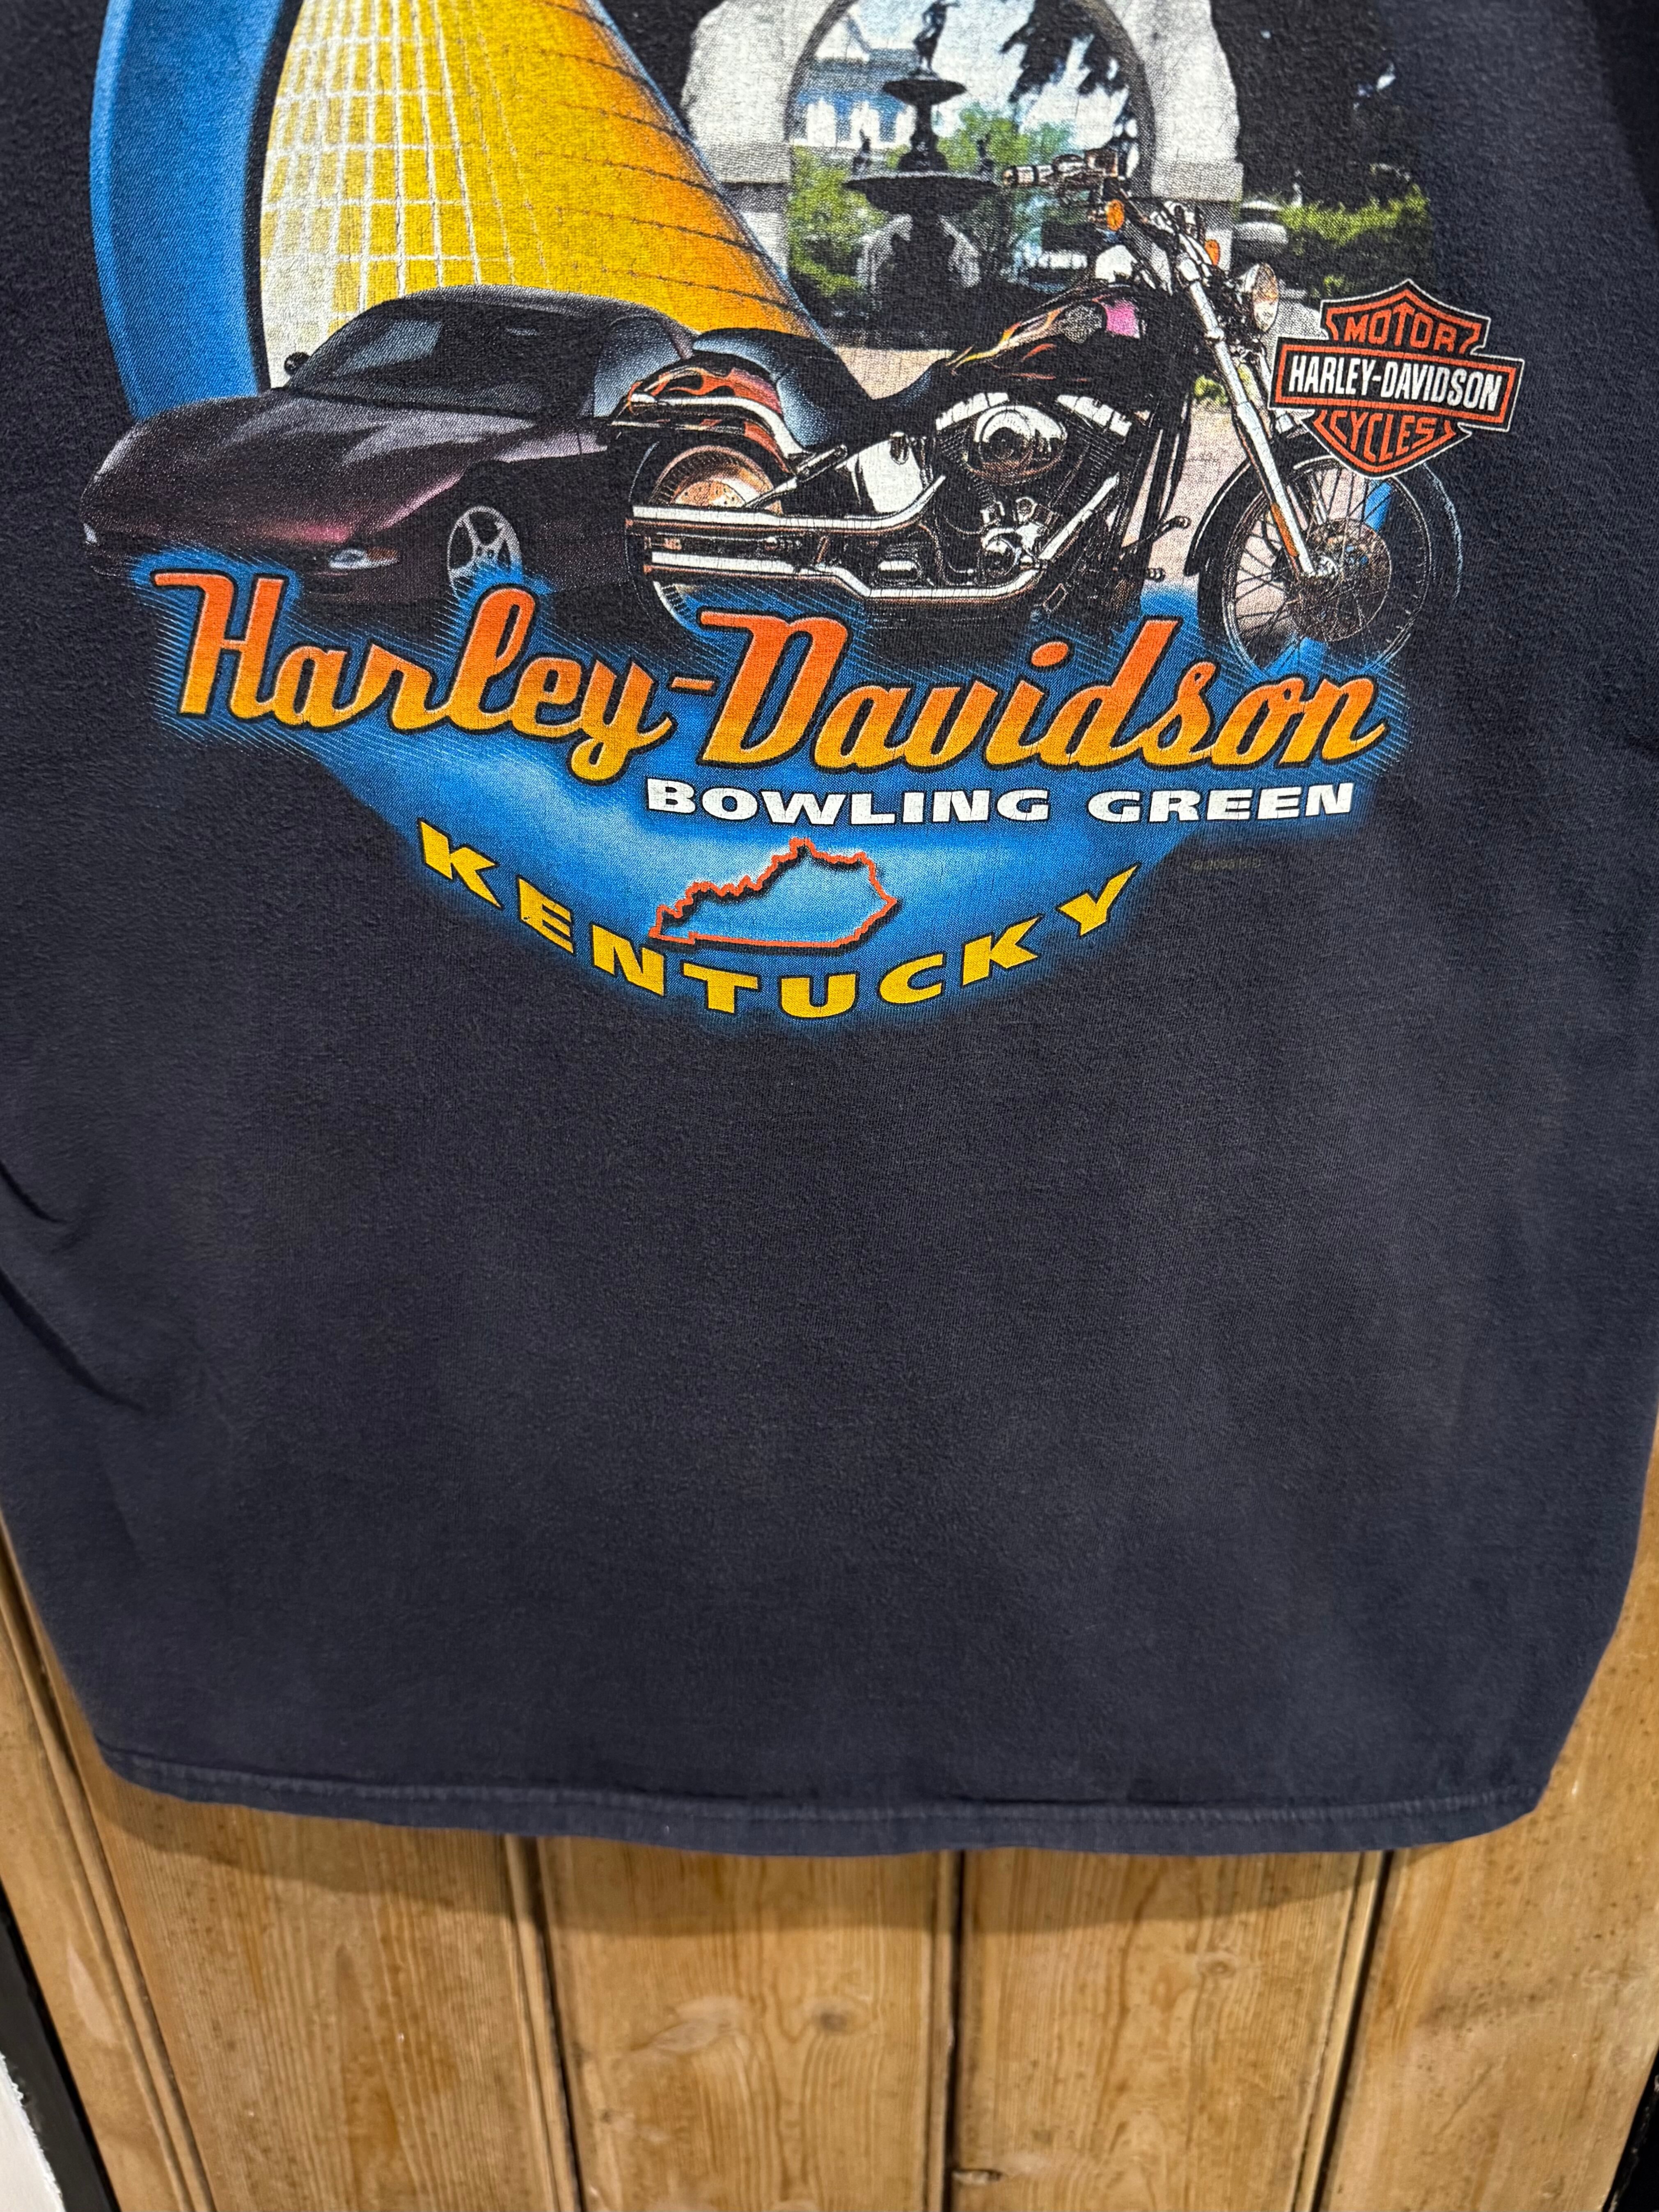 MOTOR
HARLEY-DAVIDSON
CYCLES
Harley-Davidson
BOWLING GREEN
KENTUCKY